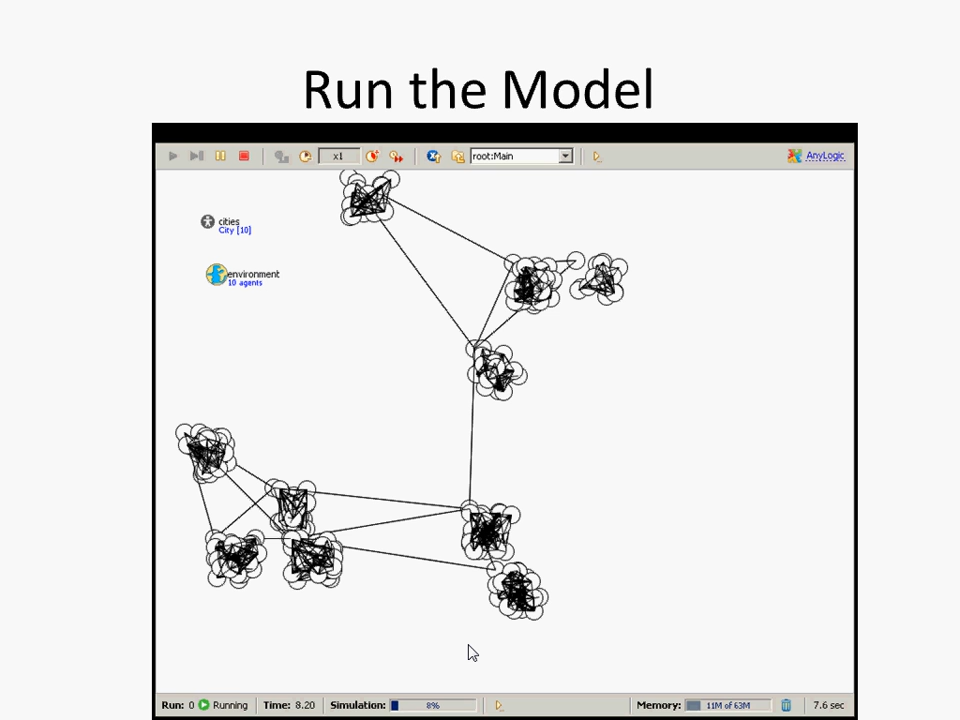 Run the Model
x1 root:Main AnyLogic
cities
City [10]
environment
10 agents
Run: 0 Running Time: 8.20 Simulation: 8% Memory: 11M of 63M 7.6 sec